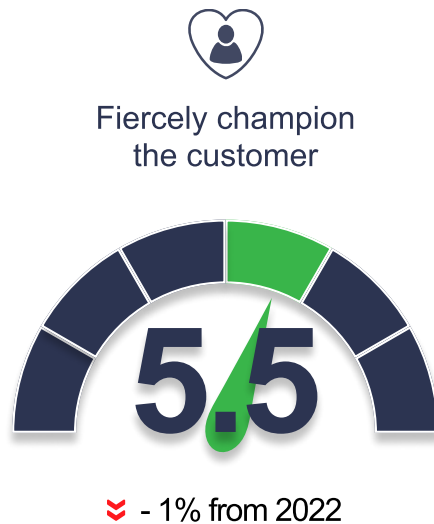 Fiercely champion
the customer
5.5
- 1% from 2022